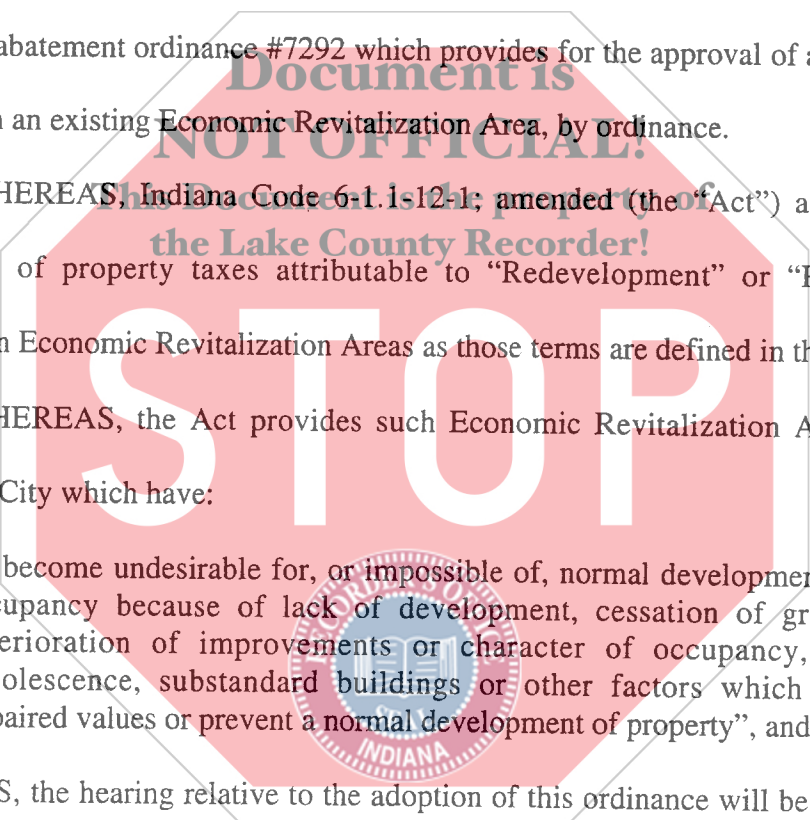 abatement ordinance #7292 which provides for the approval of
Document is
an existing Economic Revitalization Area, by ordinance.
NOT OFFICIAL!
HEREAS, Indiana Code 6-1.1-12-1; amended (the “Act”) a
This Document is the property of
the Lake County Recorder!
of property taxes attributable to “Redevelopment” or “
Economic Revitalization Areas as those terms are defined in th
STOP
HEREAS, the Act provides such Economic Revitalization A
City which have:
become undesirable for, or impossible of, normal developmen
cupancy because of lack of development, cessation of gr
erioration of improvements or character of occupancy,
olescence, substandard buildings or other factors which
paired values or prevent a normal development of property”, and
RECORDER'S OFFICE
SEAL
INDIANA
S, the hearing relative to the adoption of this ordinance will be